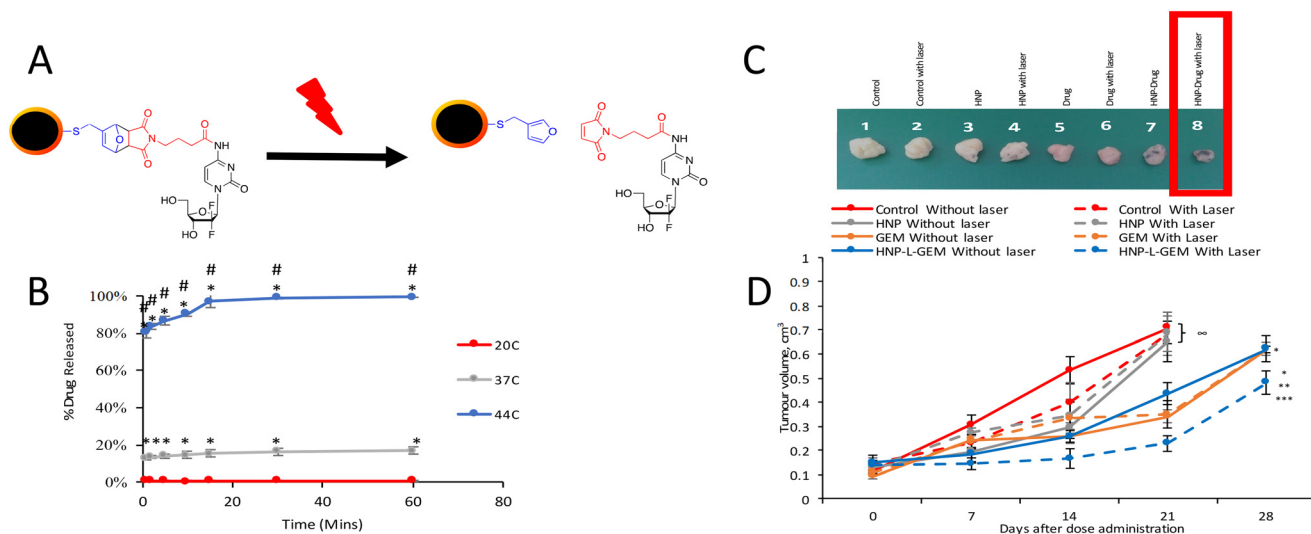 A
S
O
O
N
O
O
O
NH
N
N
O
HO
O
F
HO
F
S
O
O
N
O
O
NH
N
N
O
HO
O
F
HO
F
B
# # # # # # #
* * * * * * *
100%
80%
60%
40%
20%
0%
* * * * * * *
%Drug Released
20C
37C
44C
0 20 40 60 80
Time (Mins)
C
Control
Control with laser
HNP
HNP with laser
Drug
Drug with laser
HNP-Drug
HNP-Drug with laser
1 2 3 4 5 6 7 8
Control Without laser
Control With Laser
HNP Without laser
HNP With Laser
GEM Without laser
GEM With Laser
HNP-L-GEM Without laser
HNP-L-GEM With Laser
D
Tumour volume, cm3
1
0.9
0.8
0.7
0.6
0.5
0.4
0.3
0.2
0.1
0
∞
*
*
**
***
0 7 14 21 28
Days after dose administration